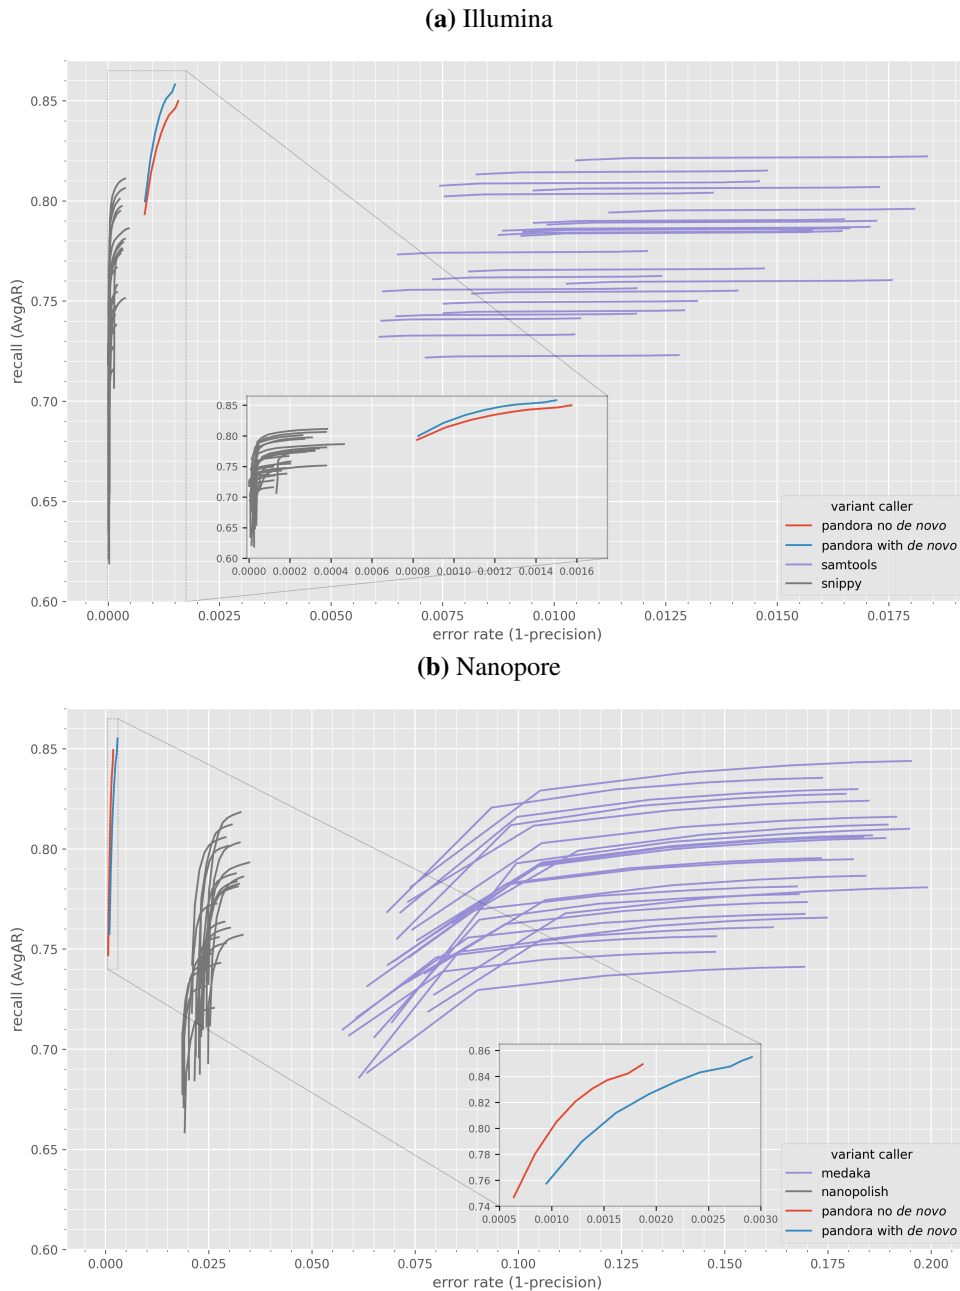 (a) Illumina
recall (AvgAR)
0.85
0.80
0.75
0.70
0.65
0.60
0.85
0.80
0.75
0.70
0.65
0.60
0.0000 0.0002 0.0004 0.0006 0.0008 0.0010 0.0012 0.0014 0.0016
variant caller
pandora no de novo
pandora with de novo
samtools
snippy
0.0000 0.0025 0.0050 0.0075 0.0100 0.0125 0.0150 0.0175
error rate (1-precision)
(b) Nanopore
recall (AvgAR)
0.85
0.80
0.75
0.70
0.65
0.60
0.86
0.84
0.82
0.80
0.78
0.76
0.74
0.0005 0.0010 0.0015 0.0020 0.0025 0.0030
variant caller
medaka
nanopolish
pandora no de novo
pandora with de novo
0.000 0.025 0.050 0.075 0.100 0.125 0.150 0.175 0.200
error rate (1-precision)